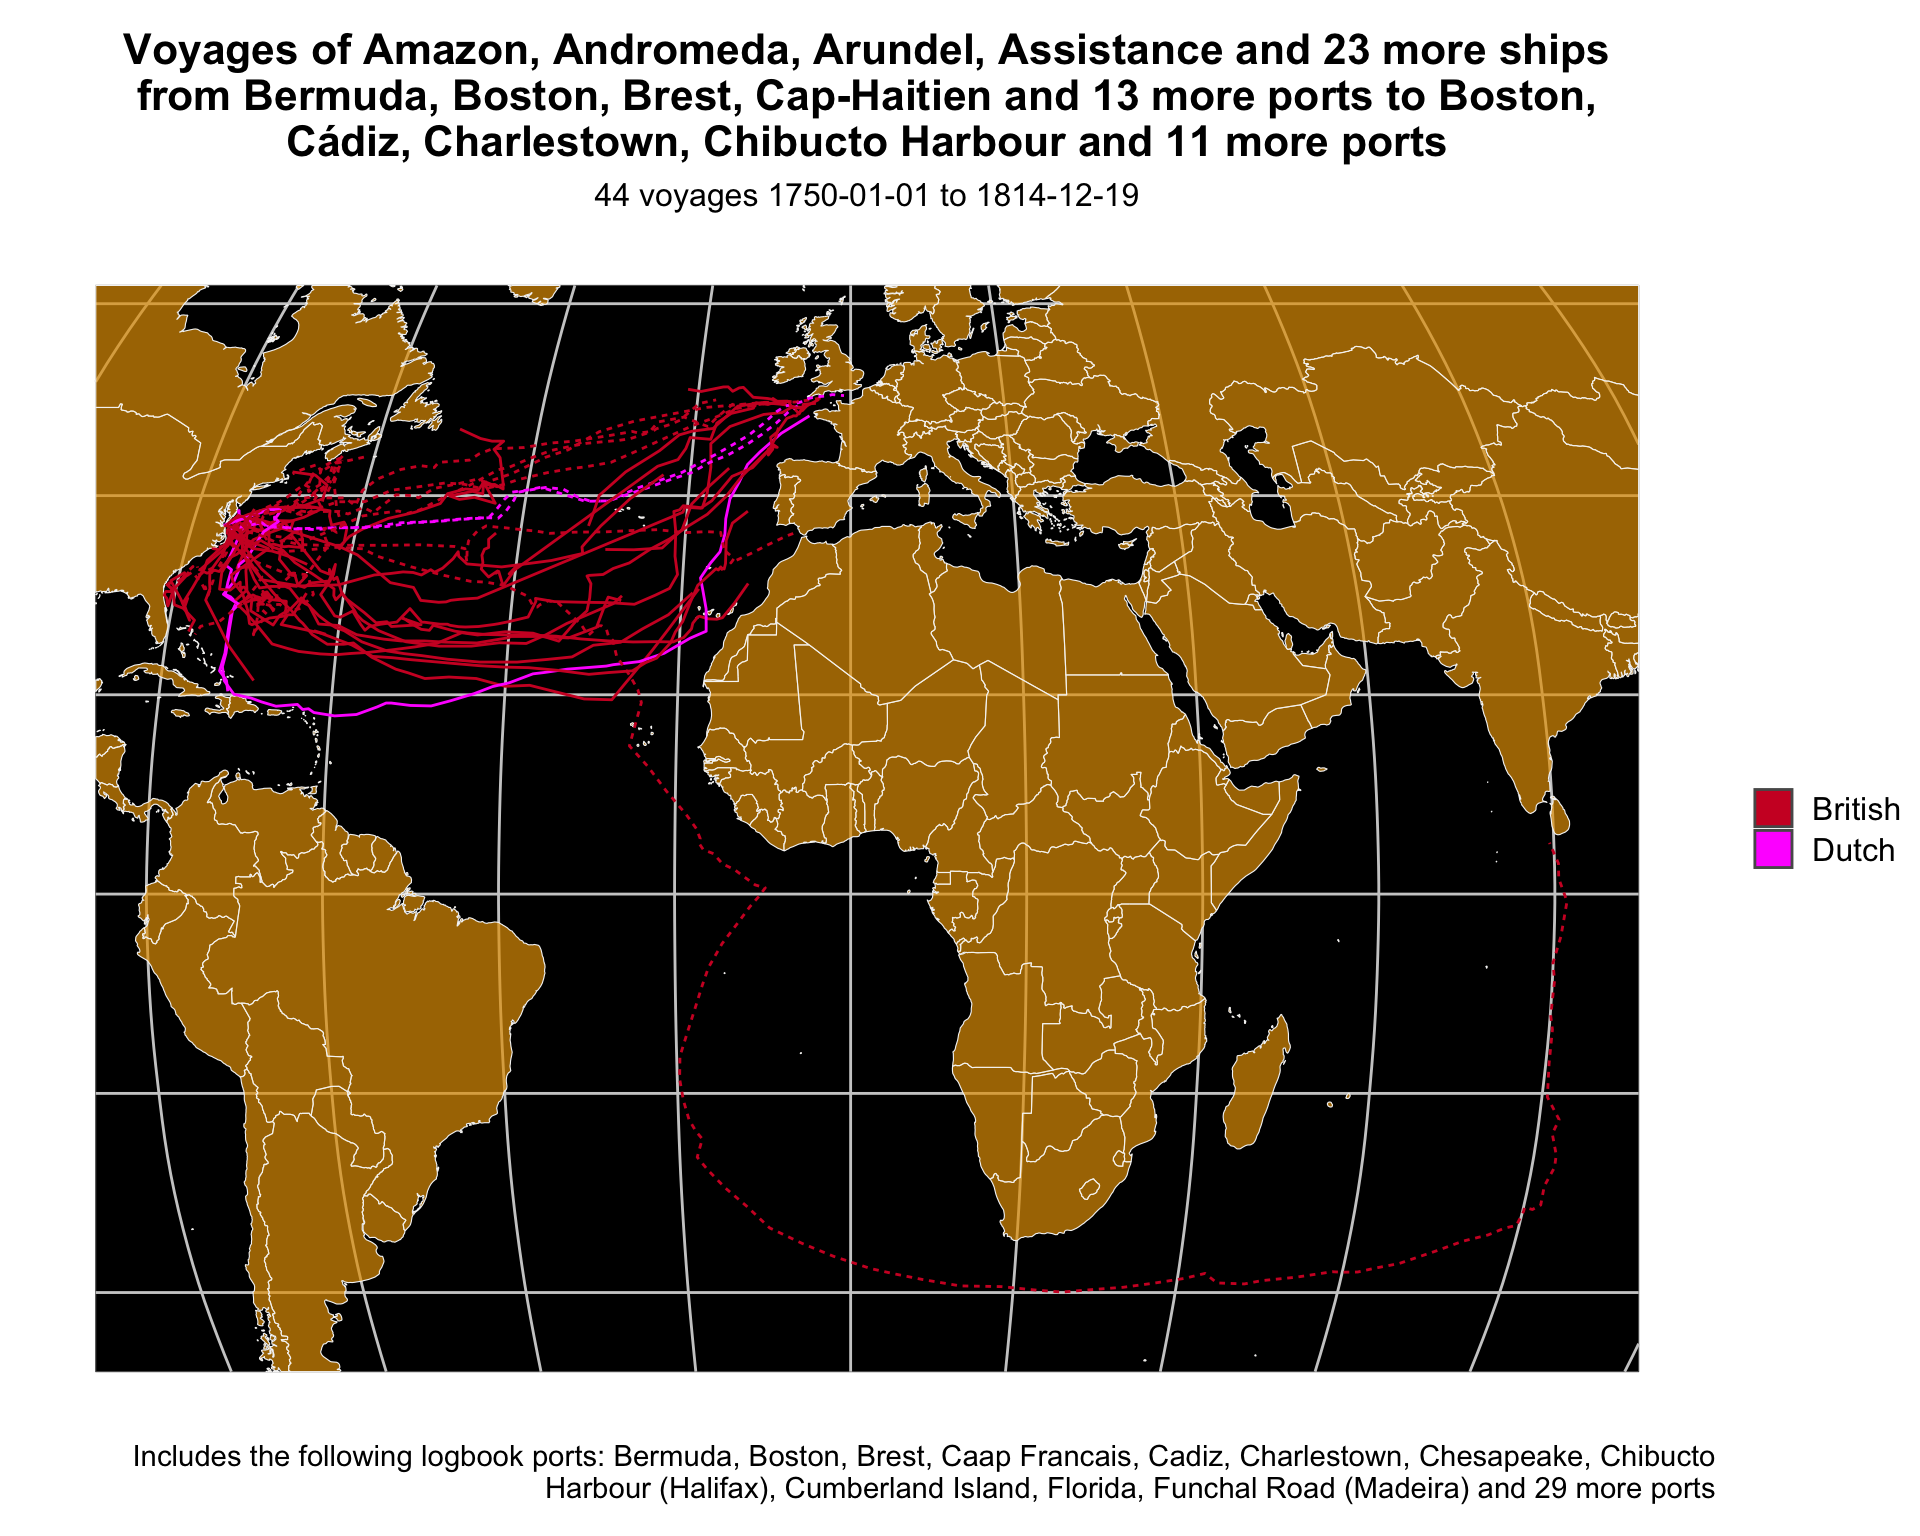 Voyages of Amazon, Andromeda, Arundel, Assistance and 23 more ships
from Bermuda, Boston, Brest, Cap-Haitien and 13 more ports to Boston,
Cádiz, Charlestown, Chibucto Harbour and 11 more ports
44 voyages 1750-01-01 to 1814-12-19
British
Dutch
Includes the following logbook ports: Bermuda, Boston, Brest, Caap Francais, Cadiz, Charlestown, Chesapeake, Chibucto
Harbour (Halifax), Cumberland Island, Florida, Funchal Road (Madeira) and 29 more ports